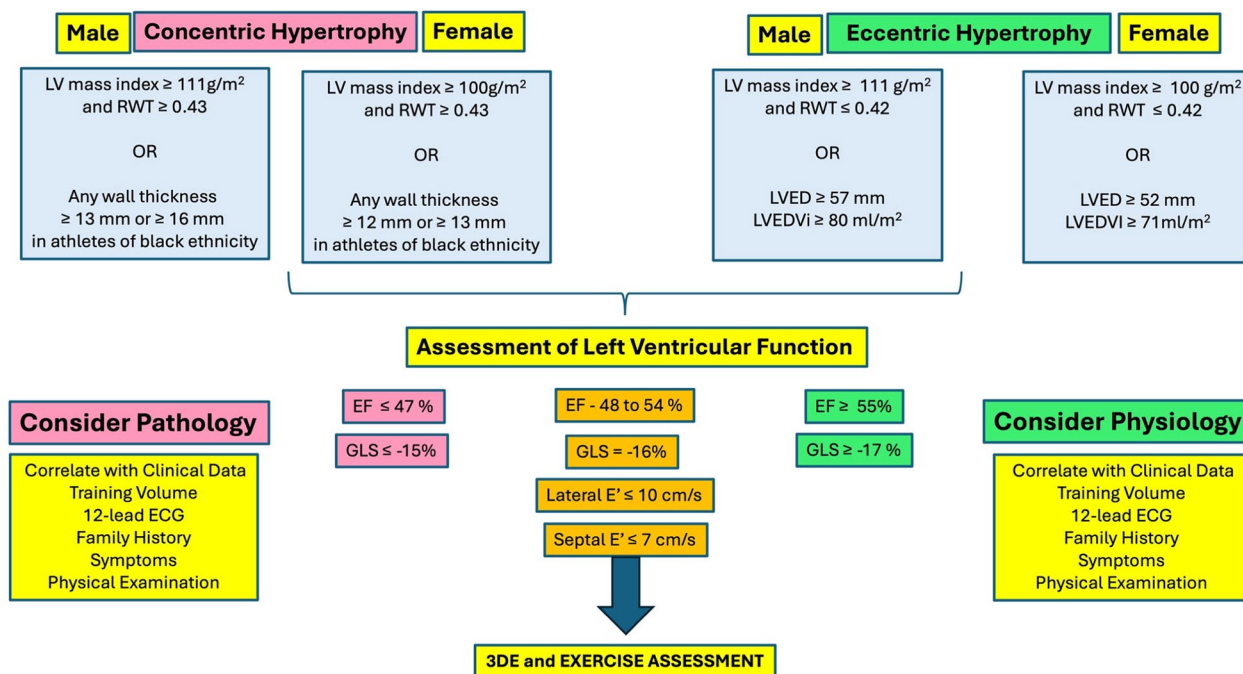 Male
Concentric Hypertrophy
Female
LV mass index ≥ 111g/m²
and RWT ≥ 0.43
OR
Any wall thickness
≥ 13 mm or ≥ 16 mm
in athletes of black ethnicity
LV mass index ≥ 100g/m²
and RWT ≥ 0.43
OR
Any wall thickness
≥ 12 mm or ≥ 13 mm
in athletes of black ethnicity
Male
Eccentric Hypertrophy
Female
LV mass index ≥ 111 g/m²
and RWT ≤ 0.42
OR
LVED ≥ 57 mm
LVEDVi ≥ 80 ml/m²
LV mass index ≥ 100 g/m²
and RWT ≤ 0.42
OR
LVED ≥ 52 mm
LVEDVI ≥ 71ml/m²
Assessment of Left Ventricular Function
Consider Pathology
Correlate with Clinical Data
Training Volume
12-lead ECG
Family History
Symptoms
Physical Examination
EF ≤ 47 %
GLS ≤ -15%
EF - 48 to 54 %
GLS = -16%
Lateral E’ ≤ 10 cm/s
Septal E’ ≤ 7 cm/s
EF ≥ 55%
GLS ≥ -17 %
Consider Physiology
Correlate with Clinical Data
Training Volume
12-lead ECG
Family History
Symptoms
Physical Examination
3DE and EXERCISE ASSESSMENT